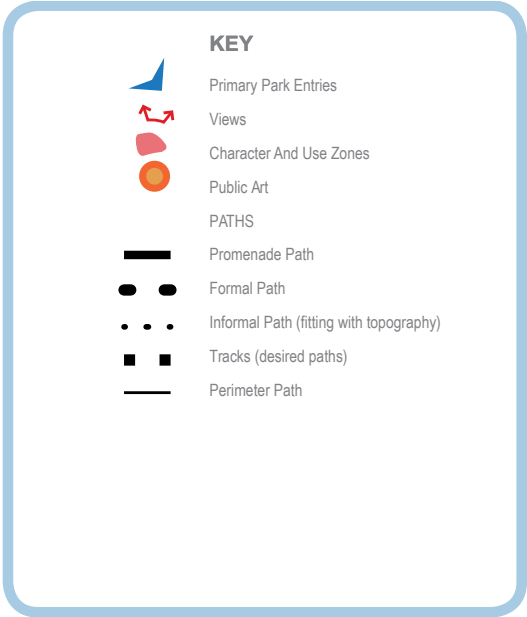 KEY
Primary Park Entries
Views
Character And Use Zones
Public Art
PATHS
Promenade Path
Formal Path
Informal Path (fitting with topography)
Tracks (desired paths)
Perimeter Path